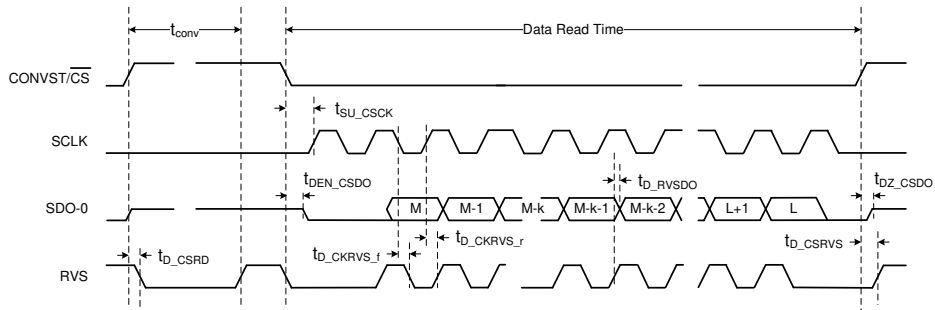 t_conv
Data Read Time
CONVST/C̅S̅
t_SU_CSCK
SCLK
t_DEN_CSDO
t_D_RVSDO
t_DZ_CSDO
SDO-0
M M-1 M-k M-k-1 M-k-2 L+1 L
t_D_CKRVS_r
t_D_CSRVS
t_D_CSRD
t_D_CKRVS_f
RVS